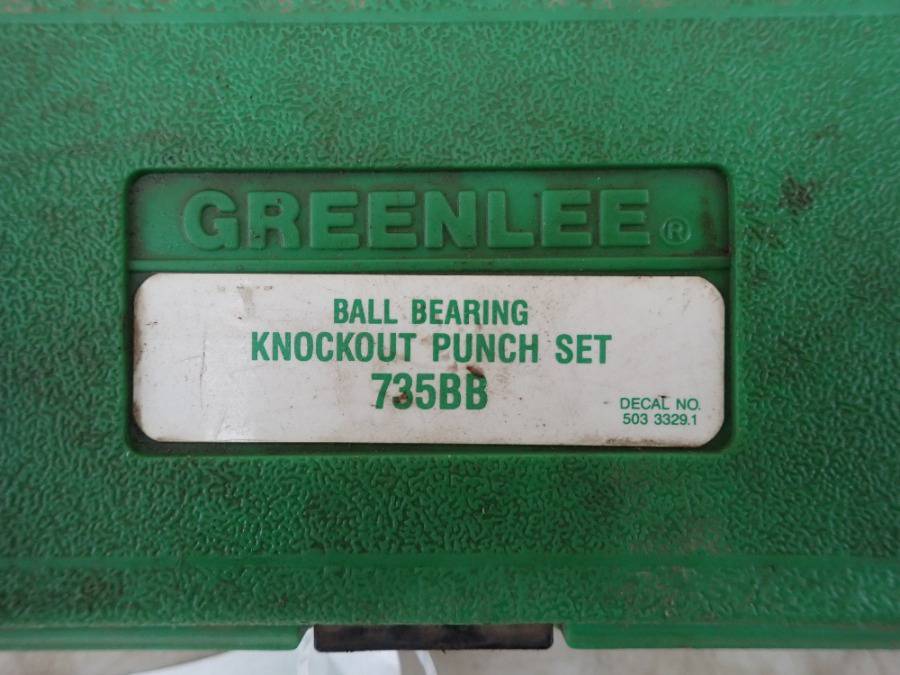 GREENLEE®
BALL BEARING
KNOCKOUT PUNCH SET
735BB
DECAL NO.
503 3329.1